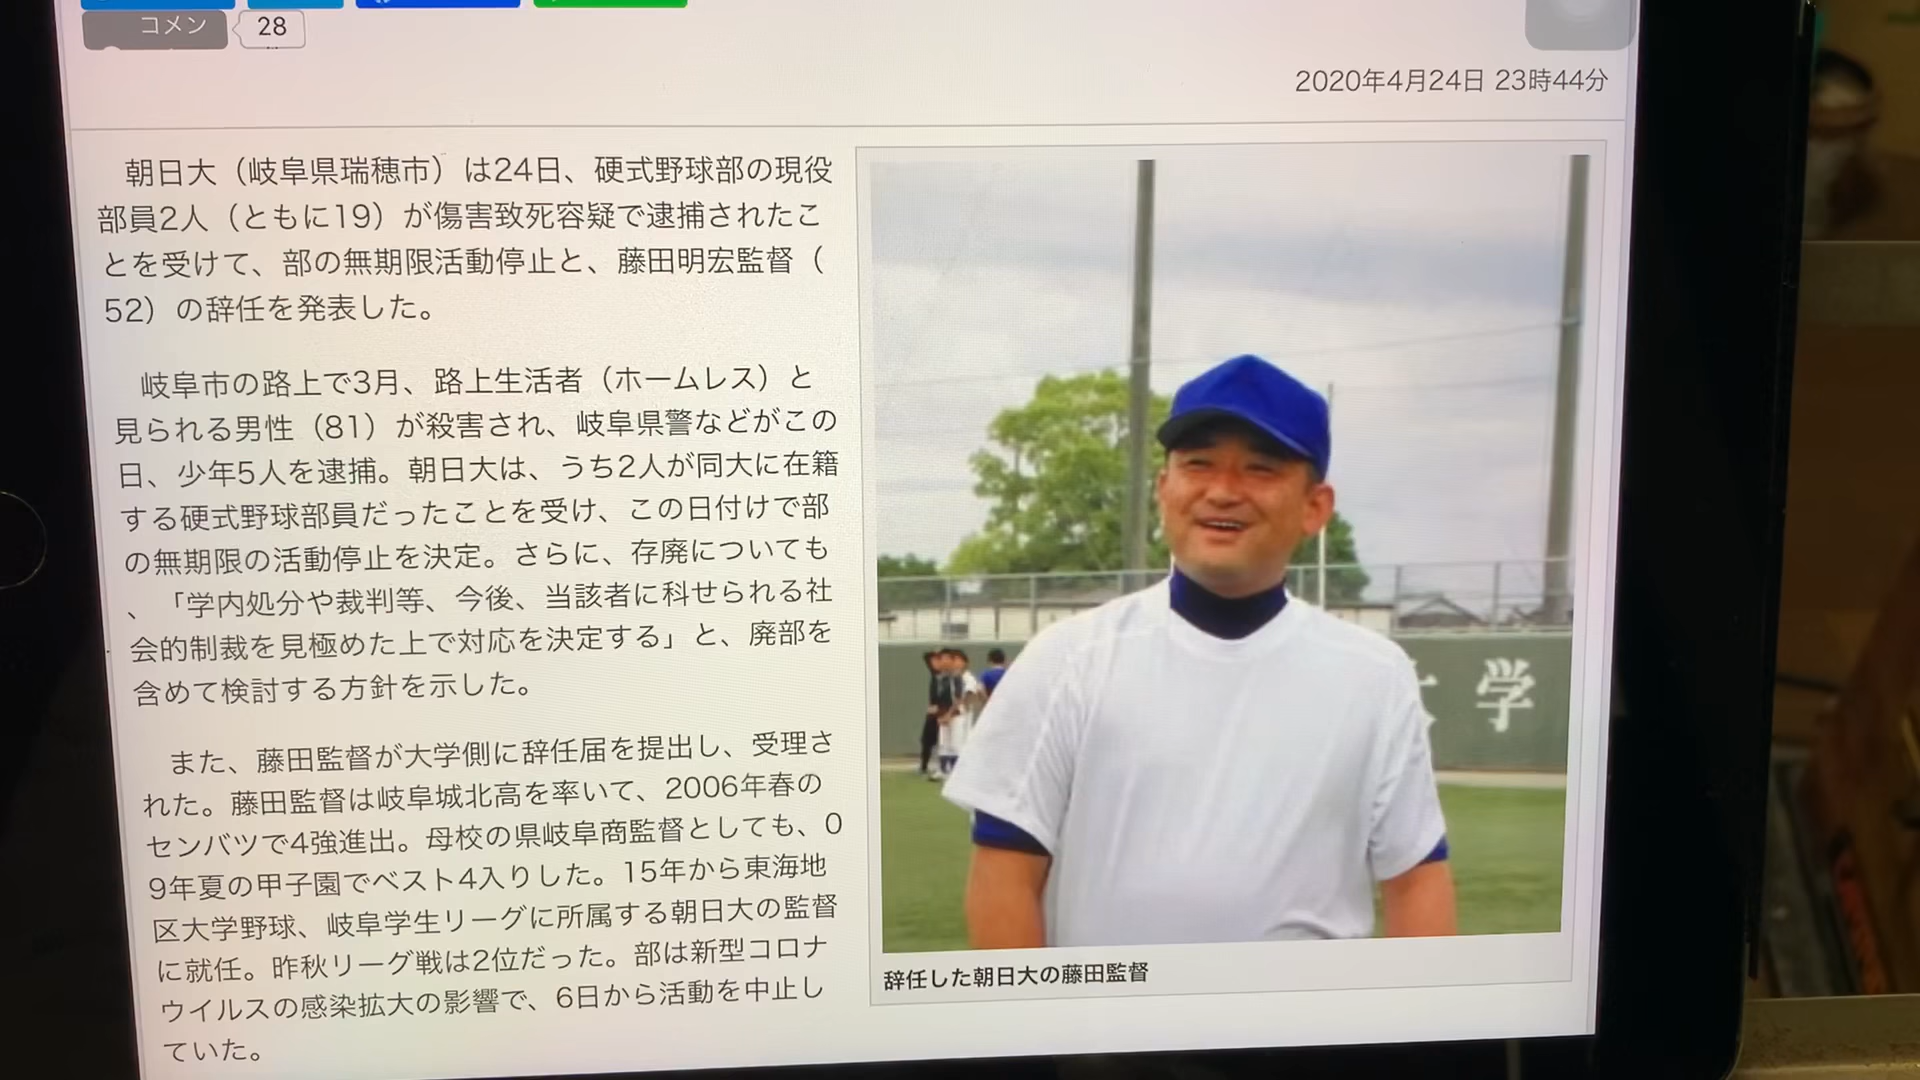 コメン
28
2020年4月24日 23時44分
朝日大（岐阜県瑞穂市）は24日、硬式野球部の現役
部員2人（ともに19）が傷害致死容疑で逮捕されたこ
とを受けて、部の無期限活動停止と、藤田明宏監督（
52）の辞任を発表した。
岐阜市の路上で3月、路上生活者（ホームレス）と
見られる男性（81）が殺害され、岐阜県警などがこの
日、少年5人を逮捕。朝日大は、うち2人が同大に在籍
する硬式野球部員だったことを受け、この日付けで部
の無期限の活動停止を決定。さらに、存廃についても
、「学内処分や裁判等、今後、当該者に科せられる社
会的制裁を見極めた上で対応を決定する」と、廃部を
含めて検討する方針を示した。
また、藤田監督が大学側に辞任届を提出し、受理さ
れた。藤田監督は岐阜城北高を率いて、2006年春の
センバツで4強進出。母校の県岐阜商監督としても、0
9年夏の甲子園でベスト4入りした。15年から東海地
区大学野球、岐阜学生リーグに所属する朝日大の監督
に就任。昨秋リーグ戦は2位だった。部は新型コロナ
ウイルスの感染拡大の影響で、6日から活動を中止し
ていた。
学
辞任した朝日大の藤田監督